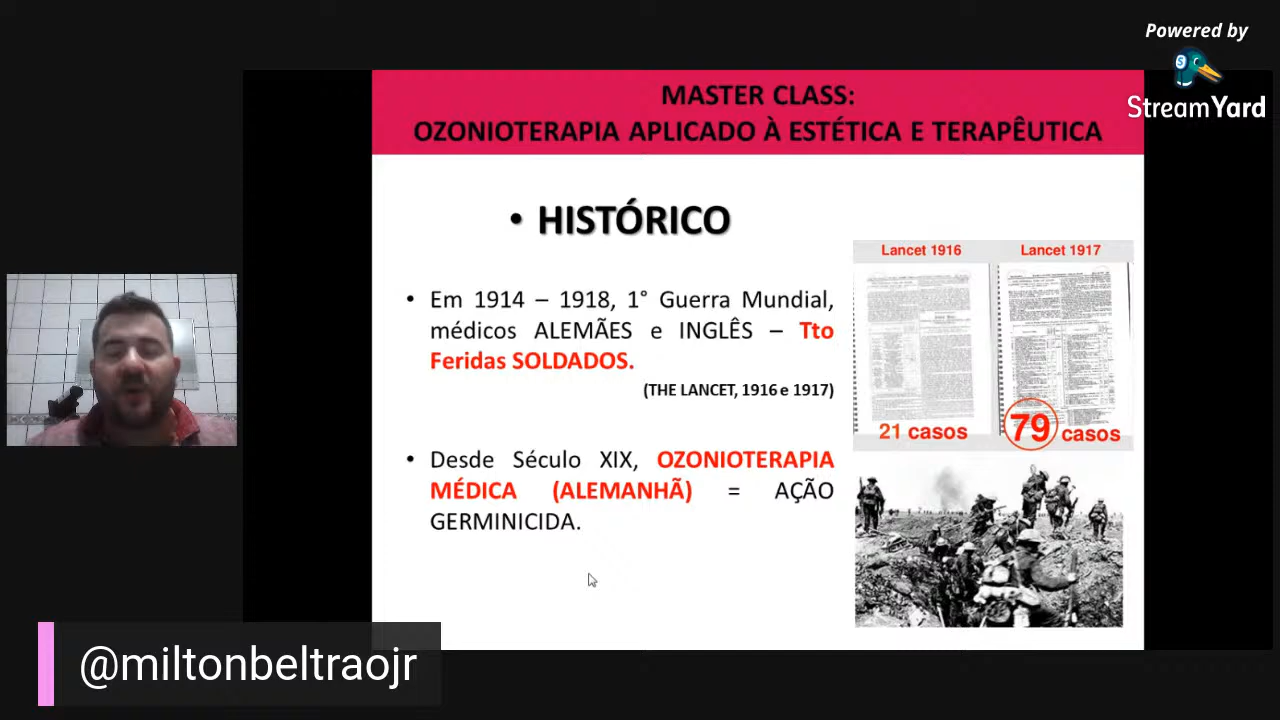 Powered by
StreamYard
MASTER CLASS:
OZONIOTERAPIA APLICADO À ESTÉTICA E TERAPÊUTICA
• HISTÓRICO
• Em 1914 – 1918, 1° Guerra Mundial,
médicos ALEMÃES e INGLÊS – Tto
Feridas SOLDADOS.
(THE LANCET, 1916 e 1917)
• Desde Século XIX, OZONIOTERAPIA
MÉDICA (ALEMANHÃ) = AÇÃO
GERMINICIDA.
Lancet 1916 Lancet 1917
21 casos 79 casos
@miltonbeltraojr